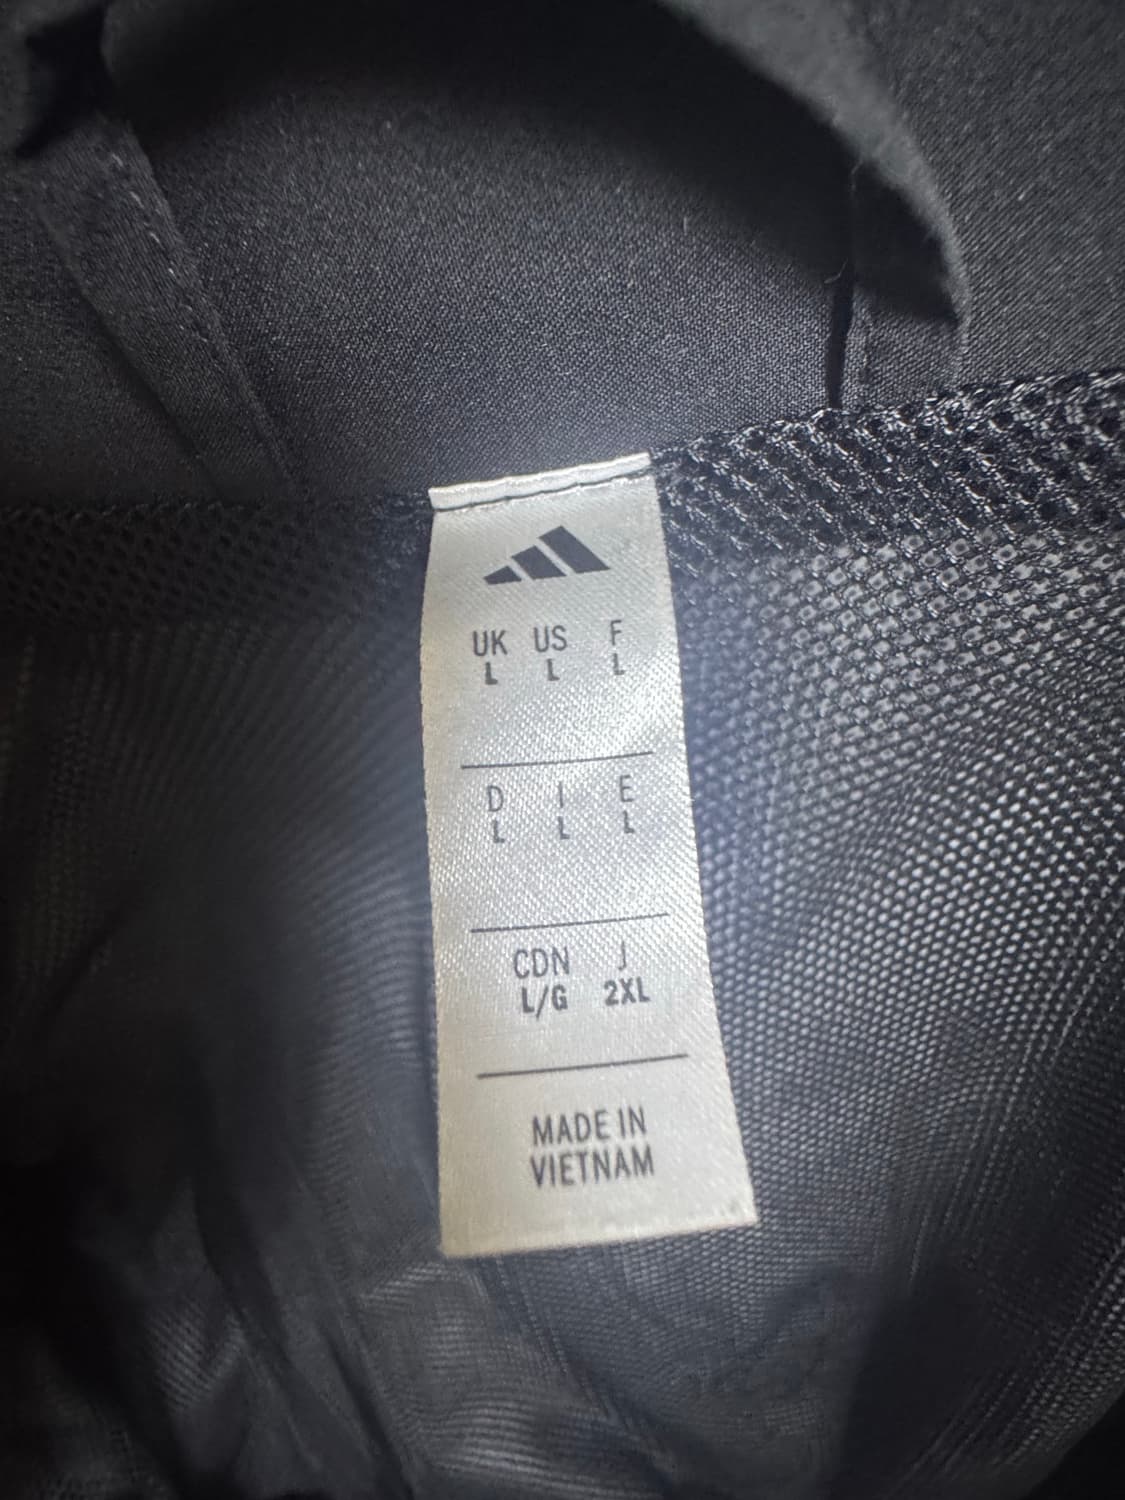 UK US F
L L L
D I E
L L L
CDN J
L/G 2XL
MADE IN
VIETNAM